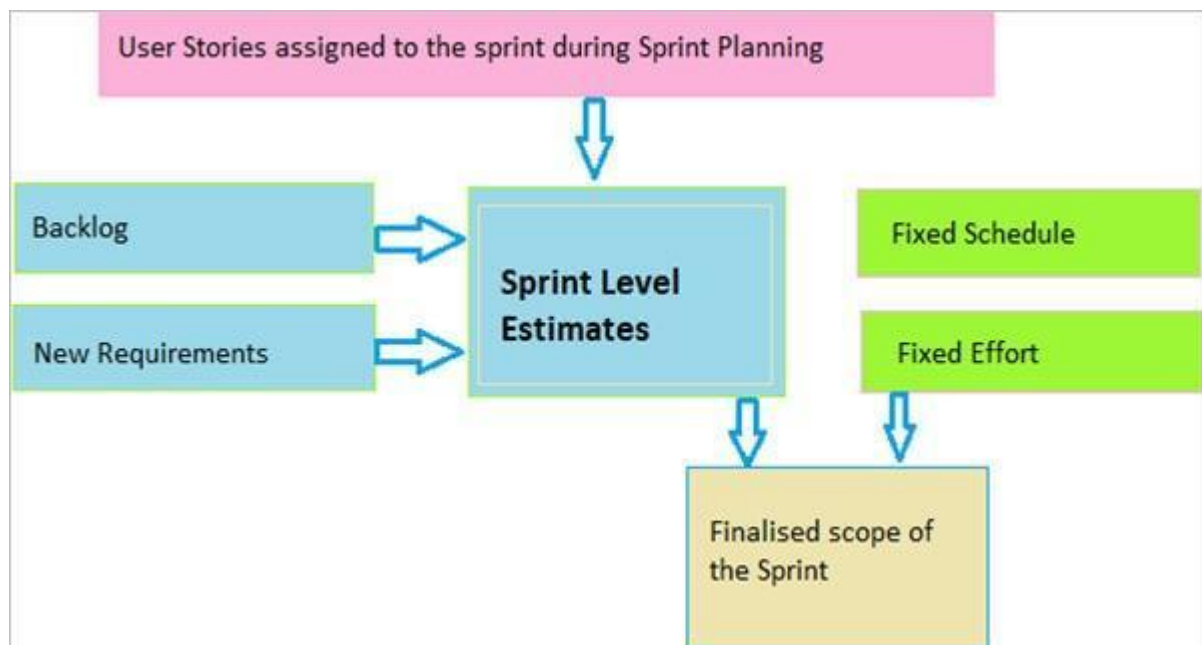 User Stories assigned to the sprint during Sprint Planning
Backlog
New Requirements
Sprint Level
Estimates
Fixed Schedule
Fixed Effort
Finalised scope of
the Sprint